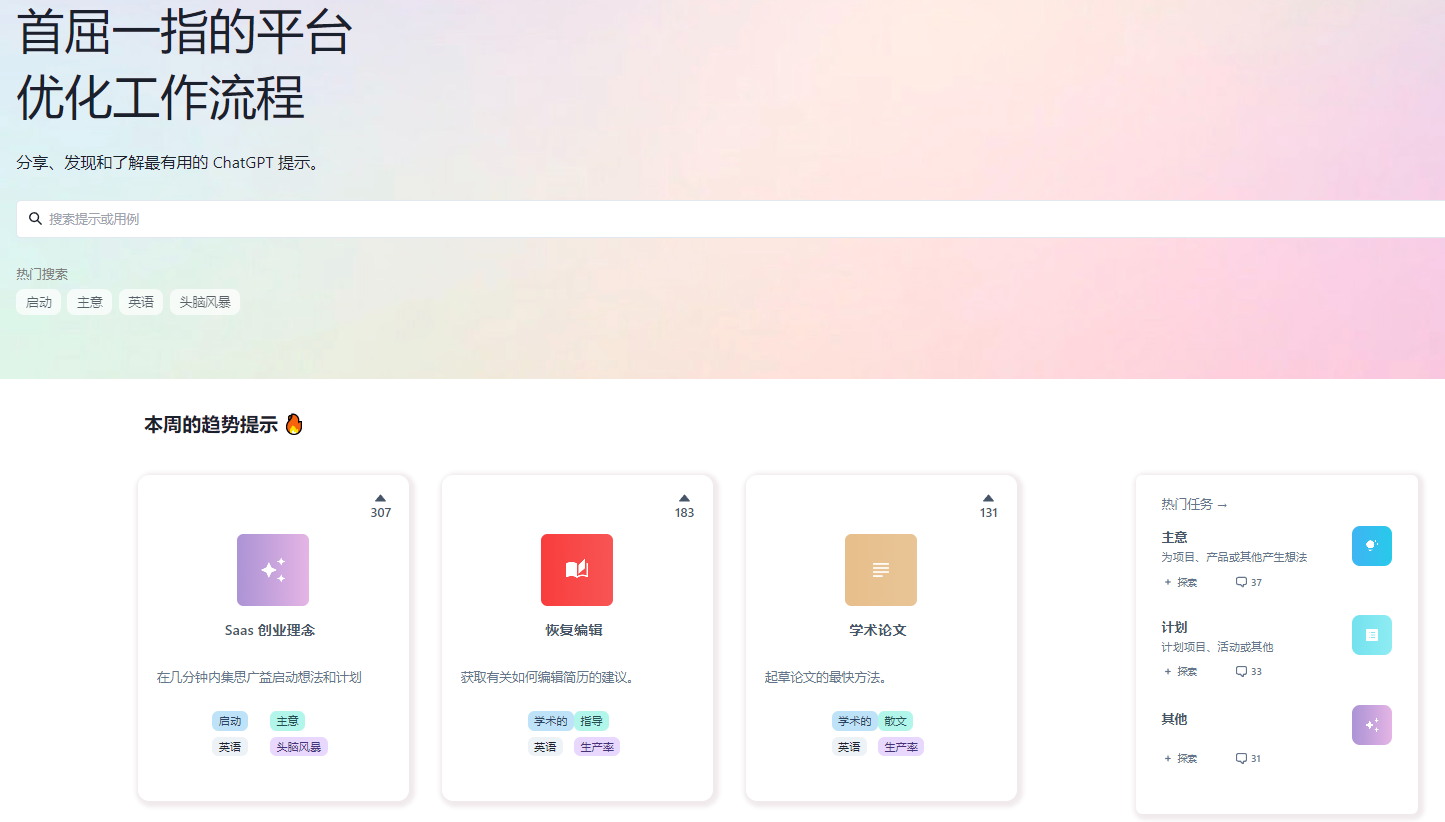 首屈一指的平台
优化工作流程
分享、发现和了解最有用的 ChatGPT 提示。
搜索提示或用例
热门搜索
启动 主意 英语 头脑风暴
本周的趋势提示 🔥
307
Saas 创业理念
在几分钟内集思广益启动想法和计划
启动 主意
英语 头脑风暴
183
恢复编辑
获取有关如何编辑简历的建议。
学术的 指导
英语 生产率
131
学术论文
起草论文的最快方法。
学术的 散文
英语 生产率
热门任务 →
主意
为项目、产品或其他产生想法
+ 探索 37
计划
计划项目、活动或其他
+ 探索 33
其他
+ 探索 31